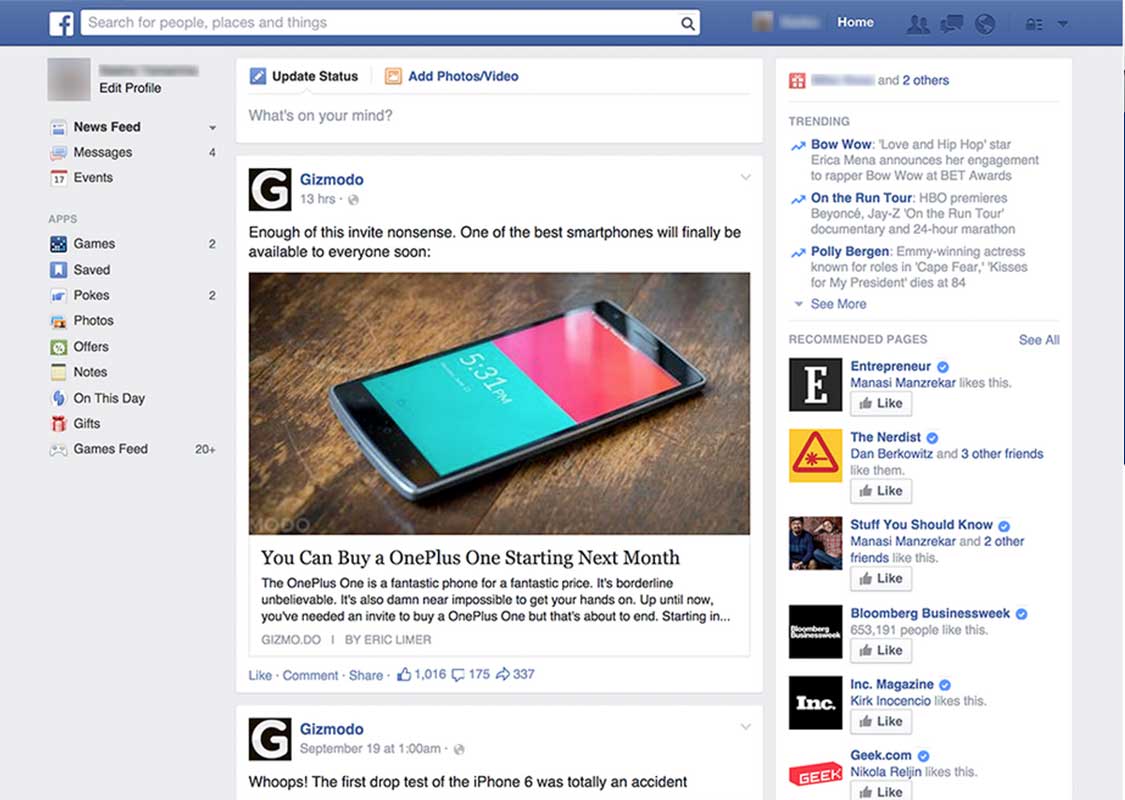 f
Search for people, places and things
Home
Edit Profile
News Feed
Messages 4
17 Events
APPS
Games 2
Saved
Pokes 2
Photos
Offers
Notes
On This Day
Gifts
Games Feed 20+
Update Status
Add Photos/Video
What's on your mind?
G
Gizmodo
13 hrs ·
Enough of this invite nonsense. One of the best smartphones will finally be
available to everyone soon:
5:31PM
MODO
You Can Buy a OnePlus One Starting Next Month
The OnePlus One is a fantastic phone for a fantastic price. It's borderline
unbelievable. It's also damn near impossible to get your hands on. Up until now,
you've needed an invite to buy a OnePlus One but that's about to end. Starting in...
GIZMO.DO | BY ERIC LIMER
Like · Comment · Share · 1,016 175 337
G
Gizmodo
September 19 at 1:00am ·
Whoops! The first drop test of the iPhone 6 was totally an accident
and 2 others
TRENDING
Bow Wow: 'Love and Hip Hop' star
Erica Mena announces her engagement
to rapper Bow Wow at BET Awards
On the Run Tour: HBO premieres
Beyoncé, Jay-Z 'On the Run Tour'
documentary and 24-hour marathon
Polly Bergen: Emmy-winning actress
known for roles in 'Cape Fear,' 'Kisses
for My President' dies at 84
See More
RECOMMENDED PAGES See All
E
Entrepreneur
Manasi Manzrekar likes this.
Like
The Nerdist
Dan Berkowitz and 3 other friends
like them.
Like
Stuff You Should Know
Manasi Manzrekar and 2 other
friends like this.
Like
Bloomberg
Businessweek
Bloomberg Businessweek
653,191 people like this.
Like
Inc.
Inc. Magazine
Kirk Inocencio likes this.
Like
GEEK
Geek.com
Nikola Reljin likes this.
Like